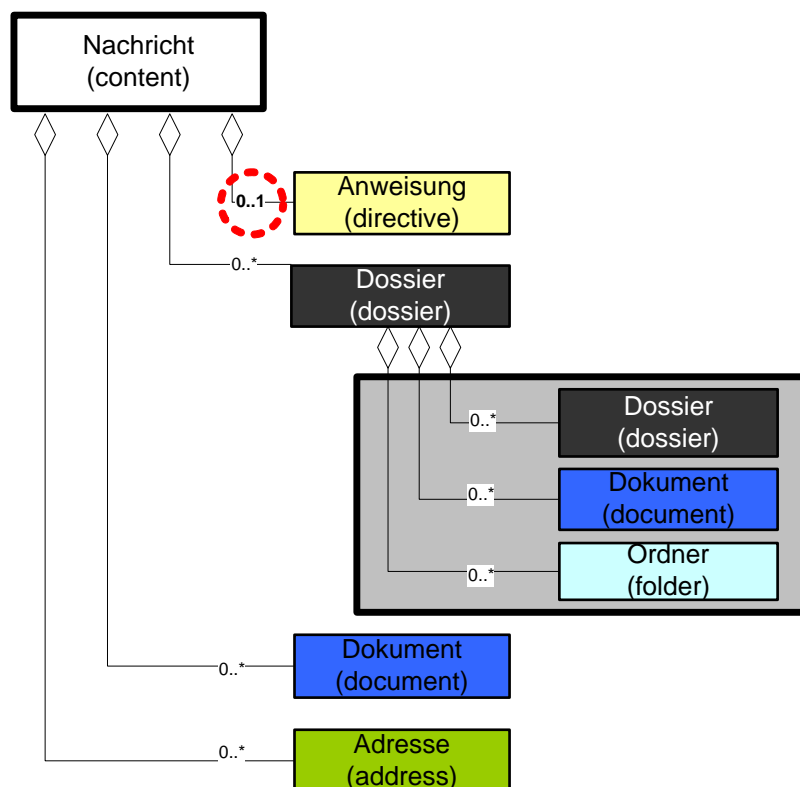 Nachricht
(content)
0..1
Anweisung
(directive)
0..*
Dossier
(dossier)
0..*
Dossier
(dossier)
0..*
Dokument
(document)
0..*
Ordner
(folder)
0..*
Dokument
(document)
0..*
Adresse
(address)